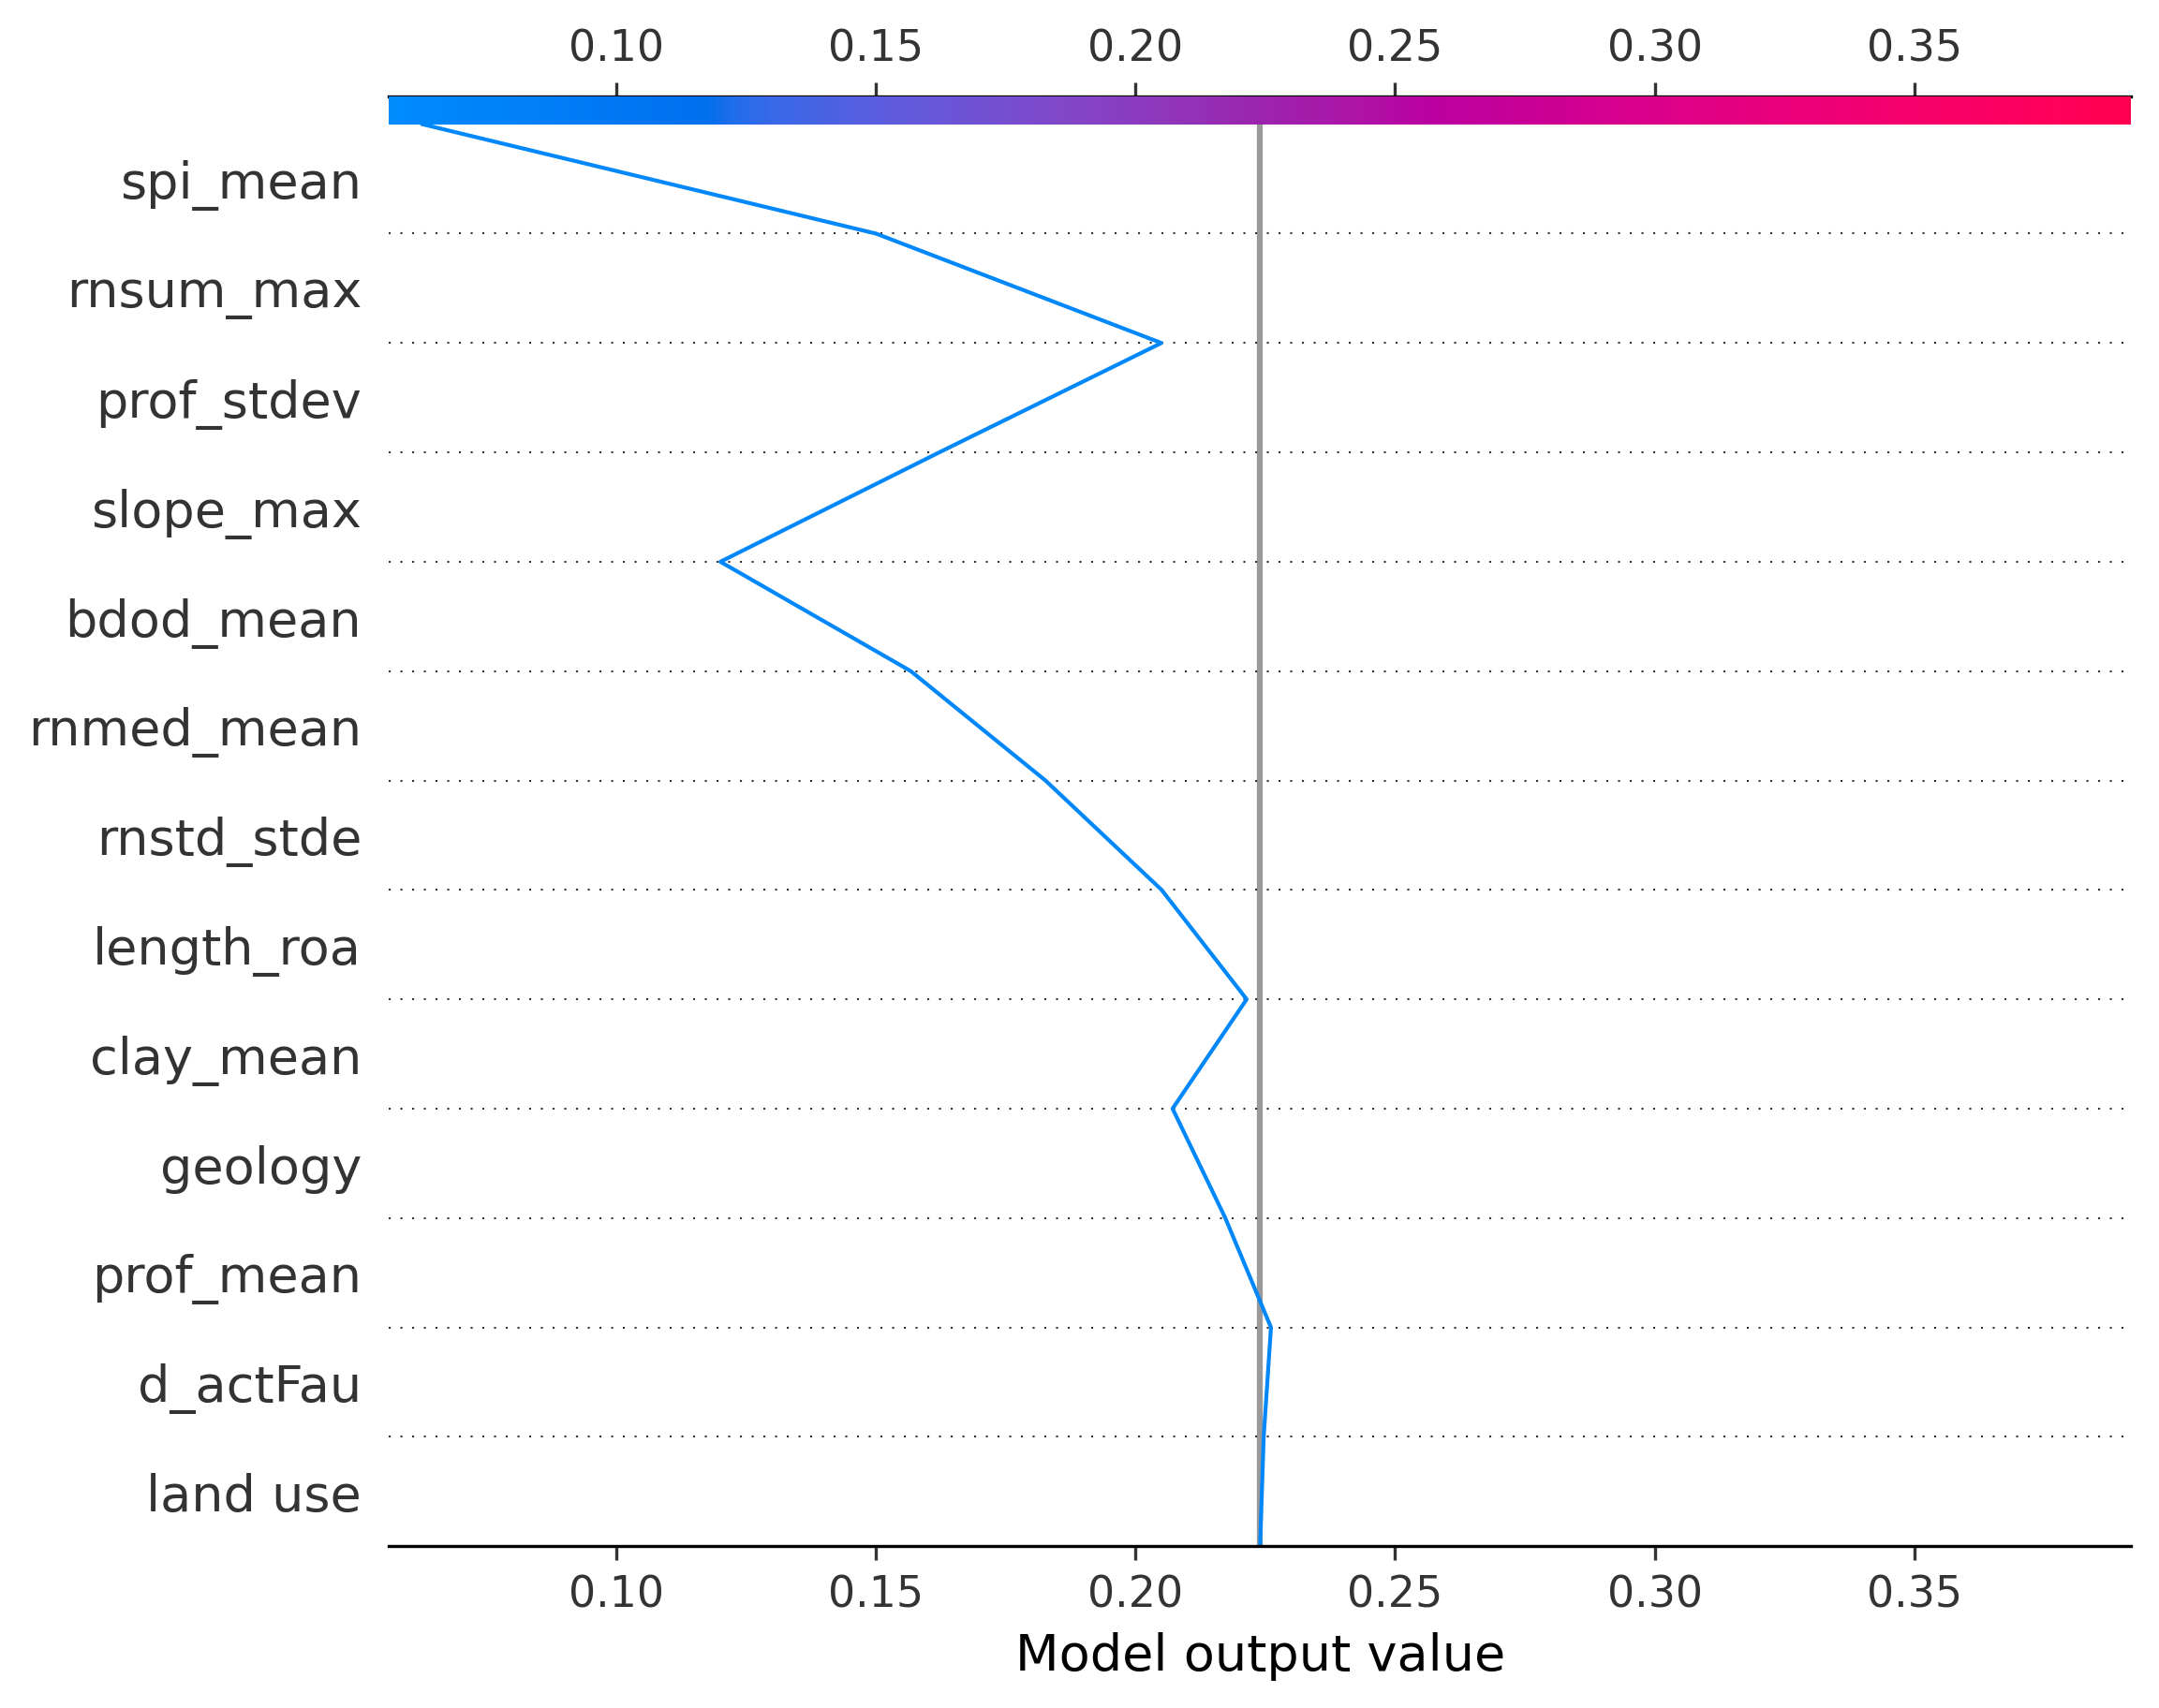 0.10 0.15 0.20 0.25 0.30 0.35
spi_mean
rnsum_max
prof_stdev
slope_max
bdod_mean
rnmed_mean
rnstd_stde
length_roa
clay_mean
geology
prof_mean
d_actFau
land use
0.10 0.15 0.20 0.25 0.30 0.35
Model output value